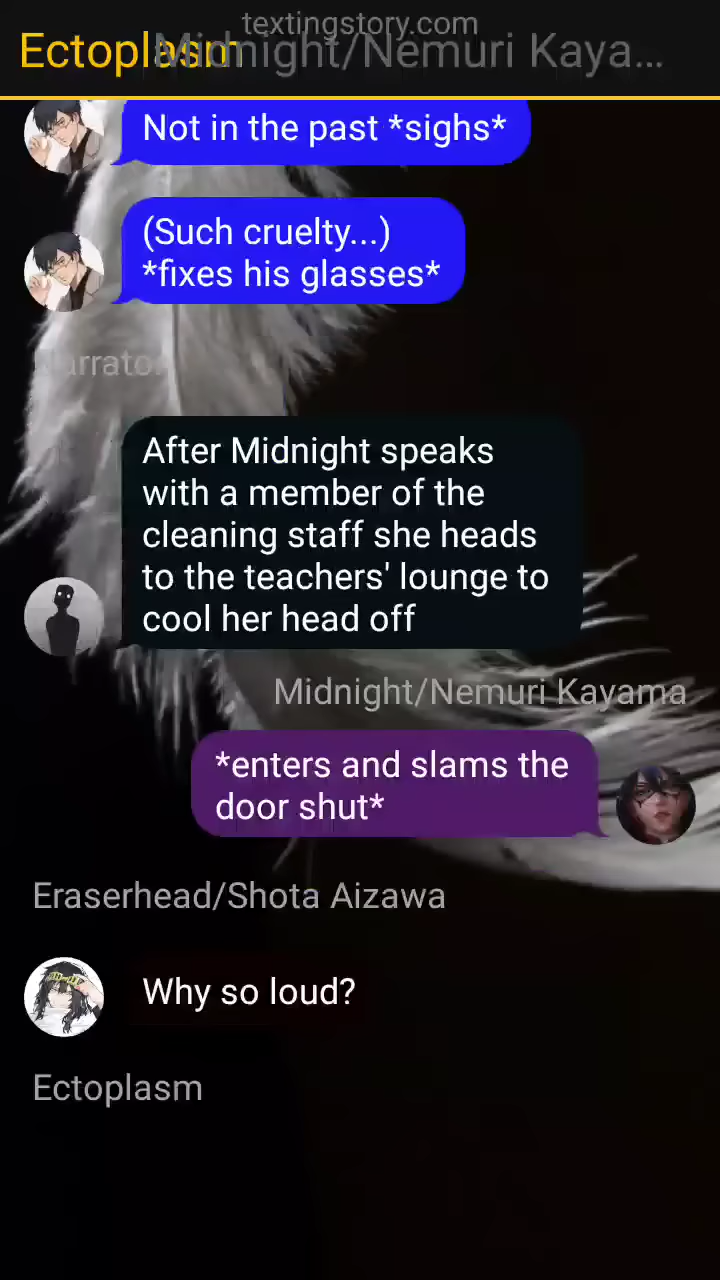 textingstory.com
Ectoplasm
Midnight/Nemuri Kaya...
Not in the past *sighs*
(Such cruelty...)
*fixes his glasses*
Narrator
After Midnight speaks
with a member of the
cleaning staff she heads
to the teachers' lounge to
cool her head off
Midnight/Nemuri Kayama
*enters and slams the
door shut*
Eraserhead/Shota Aizawa
Why so loud?
Ectoplasm